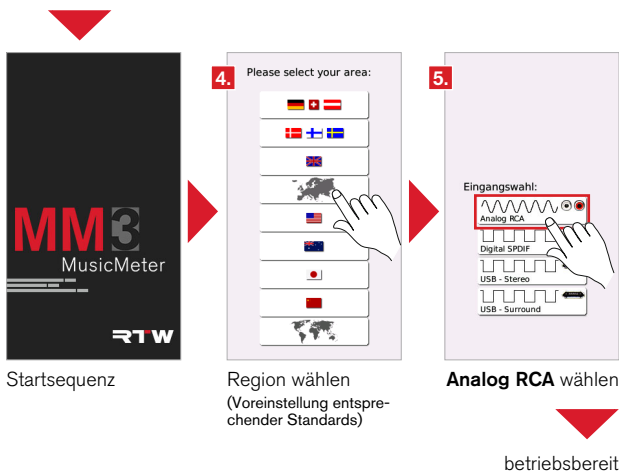 MM3
MusicMeter
RTW
Startsequenz
4.
Please select your area:
Region wählen
(Voreinstellung entspre-
chender Standards)
5.
Eingangswahl:
Analog RCA
Digital SPDIF
USB - Stereo
USB - Surround
Analog RCA wählen
betriebsbereit